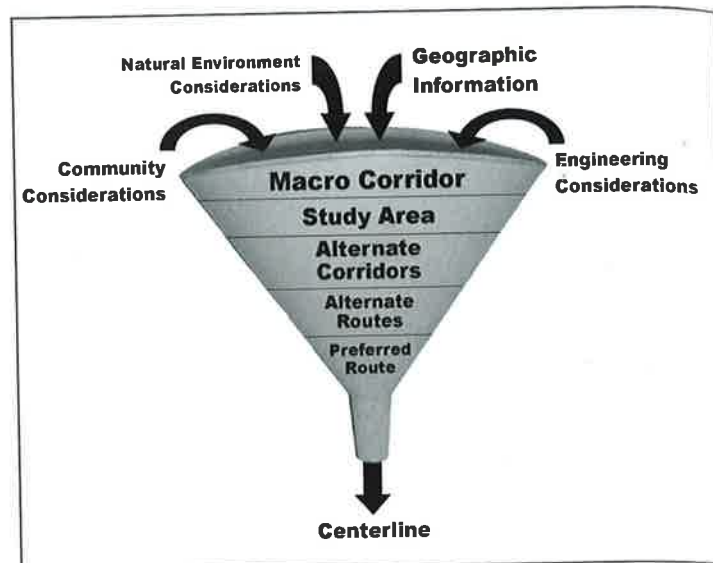 Natural Environment
Considerations
Geographic
Information
Community
Considerations
Engineering
Considerations
Macro Corridor
Study Area
Alternate
Corridors
Alternate
Routes
Preferred
Route
Centerline